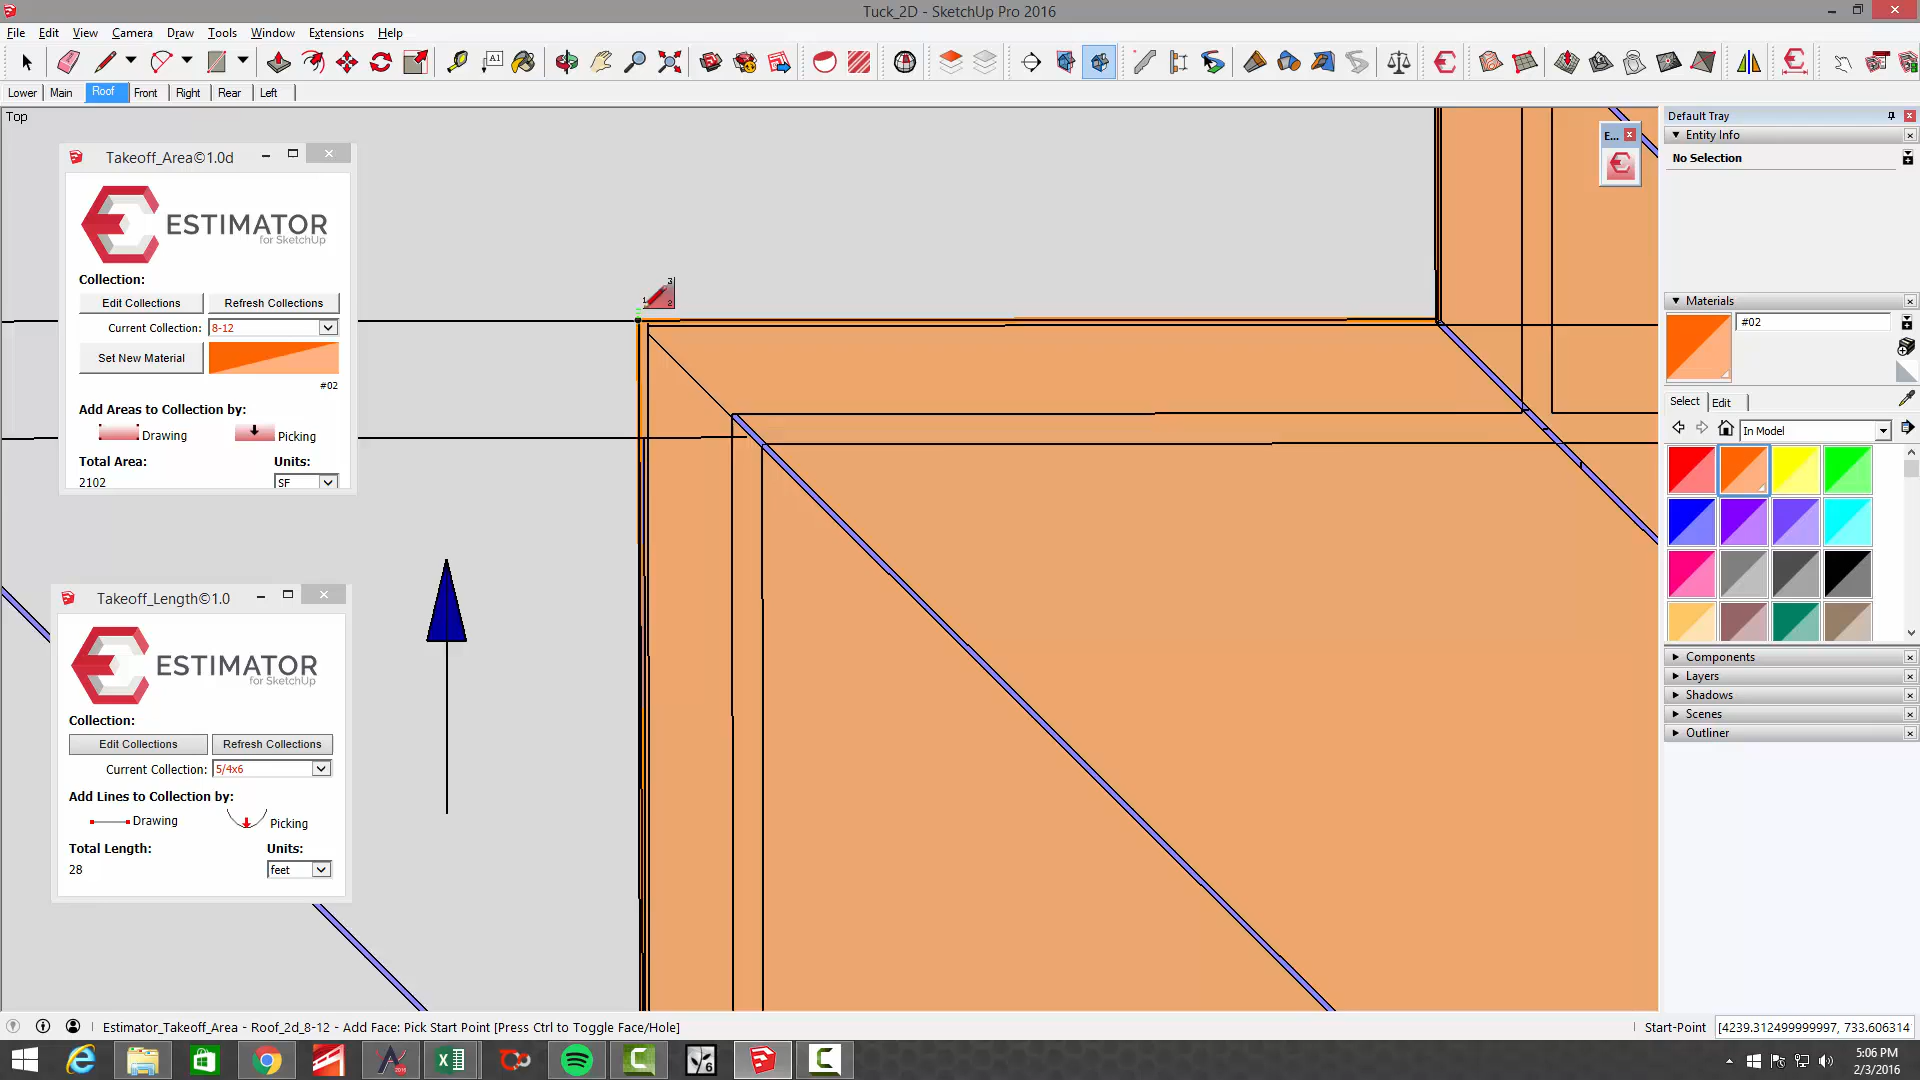 Tuck_2D - SketchUp Pro 2016
File Edit View Camera Draw Tools Window Extensions Help
A1
Lower Main Roof Front Right Rear Left
Top
Takeoff_Area©1.0d
ESTIMATOR
for SketchUp
Collection:
Edit Collections Refresh Collections
Current Collection: 8-12
Set New Material
#02
Add Areas to Collection by:
Drawing Picking
Total Area: Units:
2102 SF
Takeoff_Length©1.0
ESTIMATOR
for SketchUp
Collection:
Edit Collections Refresh Collections
Current Collection: 5/4x6
Add Lines to Collection by:
Drawing Picking
Total Length: Units:
28 feet
3
1
2
E...
Default Tray
Entity Info
No Selection
Materials
#02
Select Edit
In Model
Components
Layers
Shadows
Scenes
Outliner
Estimator_Takeoff_Area - Roof_2d_8-12 - Add Face: Pick Start Point [Press Ctrl to Toggle Face/Hole]
Start-Point [4239.312499999997, 733.606314
5:06 PM
2/3/2016